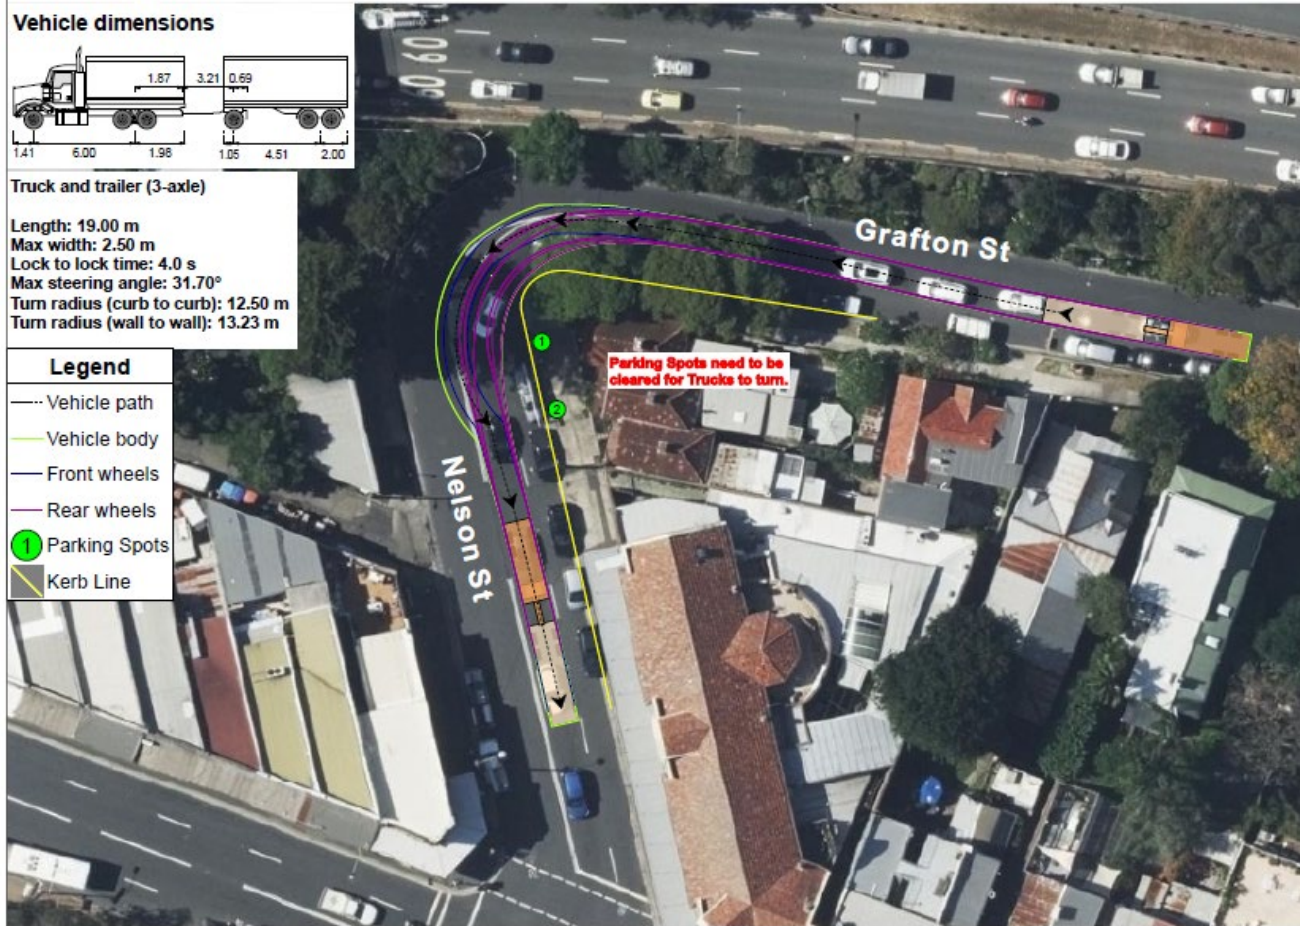 Vehicle dimensions
1.87 3.21 0.69
1.41 6.00 1.98 1.05 4.51 2.00
Truck and trailer (3-axle)
Length: 19.00 m
Max width: 2.50 m
Lock to lock time: 4.0 s
Max steering angle: 31.70°
Turn radius (curb to curb): 12.50 m
Turn radius (wall to wall): 13.23 m
Legend
Vehicle path
Vehicle body
Front wheels
Rear wheels
1 Parking Spots
Kerb Line
60
60
Grafton St
1
Parking Spots need to be
cleared for Trucks to turn.
2
Nelson St